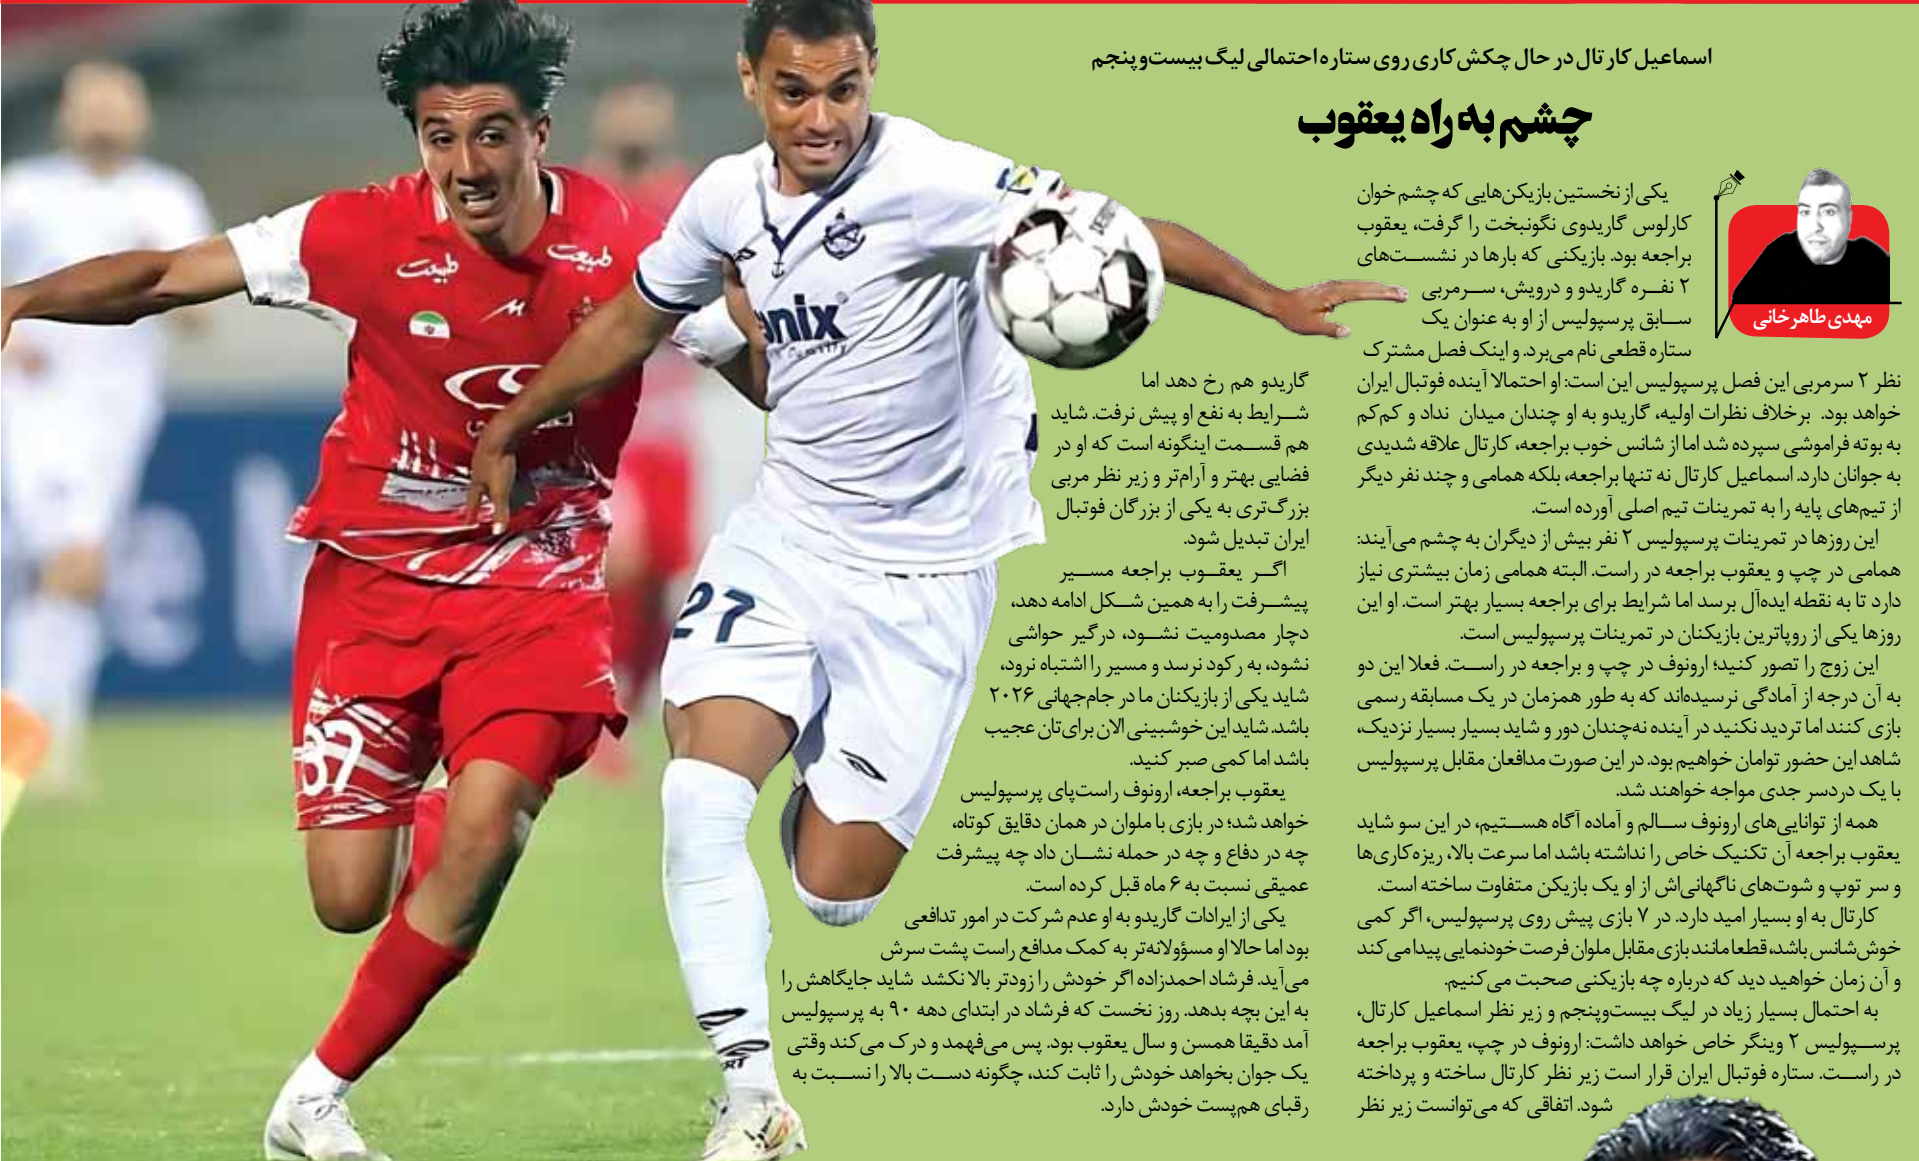 اسماعیل کارتال در حال چکش‌کاری روی ستاره احتمالی لیگ بیست‌وپنجم
چشم به راه یعقوب
مهدی طاهرخانی
یکی از نخستین بازیکن‌هایی که چشم خوان
کارلوس گاریدوی نگونبخت را گرفت، یعقوب
براجعه بود. بازیکنی که بارها در نشست‌های
۲ نفره گاریدو و درویش، سرمربی
سابق پرسپولیس از او به عنوان یک
ستاره قطعی نام می‌برد. و اینک فصل مشترک
نظر ۲ سرمربی این فصل پرسپولیس این است: او احتمالا آینده فوتبال ایران
خواهد بود. برخلاف نظرات اولیه، گاریدو به او چندان میدان نداد و کم‌کم
به بوته فراموشی سپرده شد اما از شانس خوب براجعه، کارتال علاقه شدیدی
به جوانان دارد. اسماعیل کارتال نه تنها براجعه، بلکه همامی و چند نفر دیگر
از تیم‌های پایه را به تمرینات تیم اصلی آورده است.
این روزها در تمرینات پرسپولیس ۲ نفر بیش از دیگران به چشم می‌آیند:
همامی در چپ و یعقوب براجعه در راست. البته همامی زمان بیشتری نیاز
دارد تا به نقطه ایده‌آل برسد اما شرایط برای براجعه بسیار بهتر است. او این
روزها یکی از روپاترین بازیکنان در تمرینات پرسپولیس است.
این زوج را تصور کنید؛ ارونوف در چپ و براجعه در راست. فعلا این دو
به آن درجه از آمادگی نرسیده‌اند که به طور همزمان در یک مسابقه رسمی
بازی کنند اما تردید نکنید در آینده نه‌چندان دور و شاید بسیار بسیار نزدیک،
شاهد این حضور توامان خواهیم بود. در این صورت مدافعان مقابل پرسپولیس
با یک دردسر جدی مواجه خواهند شد.
همه از توانایی‌های ارونوف سالم و آماده آگاه هستیم، در این سو شاید
یعقوب براجعه آن تکنیک خاص را نداشته باشد اما سرعت بالا، ریزه‌کاری‌ها
و سر توپ و شوت‌های ناگهانی‌اش از او یک بازیکن متفاوت ساخته است.
کارتال به او بسیار امید دارد. در ۷ بازی پیش روی پرسپولیس، اگر کمی
خوش‌شانس باشد، قطعا مانند بازی مقابل ملوان فرصت خودنمایی پیدا می‌کند
و آن زمان خواهید دید که درباره چه بازیکنی صحبت می‌کنیم.
به احتمال بسیار زیاد در لیگ بیست‌وپنجم و زیر نظر اسماعیل کارتال،
پرسپولیس ۲ وینگر خاص خواهد داشت: ارونوف در چپ، یعقوب براجعه
در راست. ستاره فوتبال ایران قرار است زیر نظر کارتال ساخته و پرداخته
شود. اتفاقی که می‌توانست زیر نظر
گاریدو هم رخ دهد اما
شرایط به نفع او پیش نرفت. شاید
هم قسمت اینگونه است که او در
فضایی بهتر و آرام‌تر و زیر نظر مربی
بزرگ‌تری به یکی از بزرگان فوتبال
ایران تبدیل شود.
اگر یعقوب براجعه مسیر
پیشرفت را به همین شکل ادامه دهد،
دچار مصدومیت نشود، درگیر حواشی
نشود، به رکود نرسد و مسیر را اشتباه نرود،
شاید یکی از بازیکنان ما در جام‌جهانی ۲۰۲۶
باشد. شاید این خوشبینی الان برای‌تان عجیب
باشد اما کمی صبر کنید.
یعقوب براجعه، ارونوف راست‌پای پرسپولیس
خواهد شد؛ در بازی با ملوان در همان دقایق کوتاه،
چه در دفاع و چه در حمله نشان داد چه پیشرفت
عمیقی نسبت به ۶ ماه قبل کرده است.
یکی از ایرادات گاریدو به او عدم شرکت در امور تدافعی
بود اما حالا او مسؤولانه‌تر به کمک مدافع راست پشت سرش
می‌آید. فرشاد احمدزاده اگر خودش را زودتر بالا نکشد شاید جایگاهش را
به این بچه بدهد. روز نخست که فرشاد در ابتدای دهه ۹۰ به پرسپولیس
آمد دقیقا همسن و سال یعقوب بود. پس می‌فهمد و درک می‌کند وقتی
یک جوان بخواهد خودش را ثابت کند، چگونه دست بالا را نسبت به
رقبای هم‌پست خودش دارد.
طبیعت
طبیعت
enix
27
87